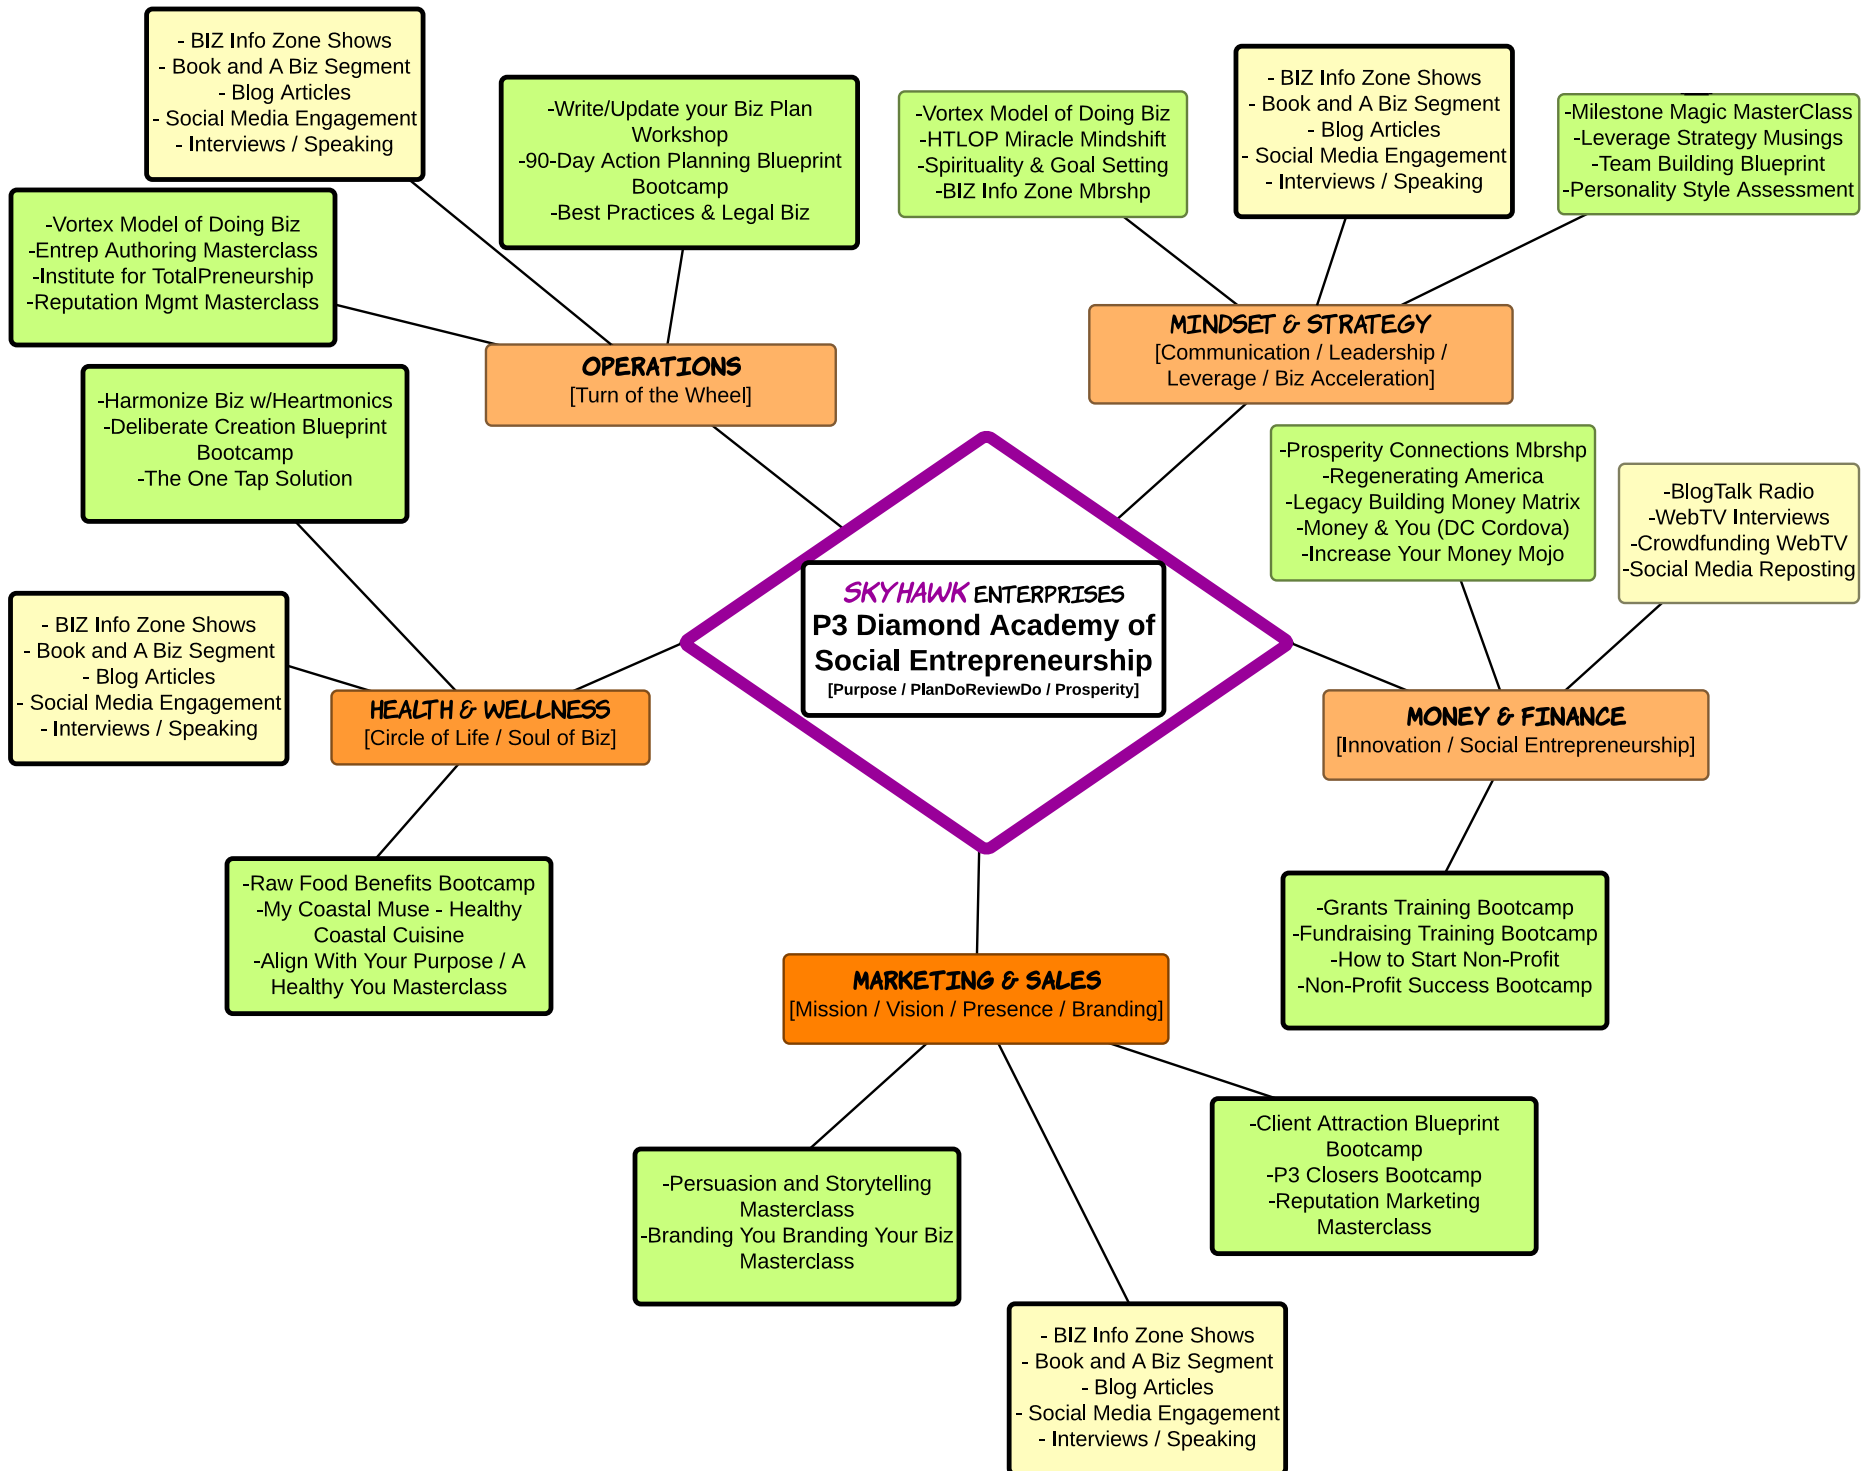 - BIZ Info Zone Shows
- Book and A Biz Segment
- Blog Articles
- Social Media Engagement
- Interviews / Speaking
-Write/Update your Biz Plan
Workshop
-90-Day Action Planning Blueprint
Bootcamp
-Best Practices & Legal Biz
-Vortex Model of Doing Biz
-HTLOP Miracle Mindshift
-Spirituality & Goal Setting
-BIZ Info Zone Mbrshp
- BIZ Info Zone Shows
- Book and A Biz Segment
- Blog Articles
- Social Media Engagement
- Interviews / Speaking
-Milestone Magic MasterClass
-Leverage Strategy Musings
-Team Building Blueprint
-Personality Style Assessment
-Vortex Model of Doing Biz
-Entrep Authoring Masterclass
-Institute for TotalPreneurship
-Reputation Mgmt Masterclass
OPERATIONS
[Turn of the Wheel]
MINDSET & STRATEGY
[Communication / Leadership /
Leverage / Biz Acceleration]
-Harmonize Biz w/Heartmonics
-Deliberate Creation Blueprint
Bootcamp
-The One Tap Solution
-Prosperity Connections Mbrshp
-Regenerating America
-Legacy Building Money Matrix
-Money & You (DC Cordova)
-Increase Your Money Mojo
-BlogTalk Radio
-WebTV Interviews
-Crowdfunding WebTV
-Social Media Reposting
SKYHAWK ENTERPRISES
P3 Diamond Academy of
Social Entrepreneurship
[Purpose / PlanDoReviewDo / Prosperity]
- BIZ Info Zone Shows
- Book and A Biz Segment
- Blog Articles
- Social Media Engagement
- Interviews / Speaking
HEALTH & WELLNESS
[Circle of Life / Soul of Biz]
MONEY & FINANCE
[Innovation / Social Entrepreneurship]
-Raw Food Benefits Bootcamp
-My Coastal Muse - Healthy
Coastal Cuisine
-Align With Your Purpose / A
Healthy You Masterclass
-Grants Training Bootcamp
-Fundraising Training Bootcamp
-How to Start Non-Profit
-Non-Profit Success Bootcamp
MARKETING & SALES
[Mission / Vision / Presence / Branding]
-Persuasion and Storytelling
Masterclass
-Branding You Branding Your Biz
Masterclass
-Client Attraction Blueprint
Bootcamp
-P3 Closers Bootcamp
-Reputation Marketing
Masterclass
- BIZ Info Zone Shows
- Book and A Biz Segment
- Blog Articles
- Social Media Engagement
- Interviews / Speaking